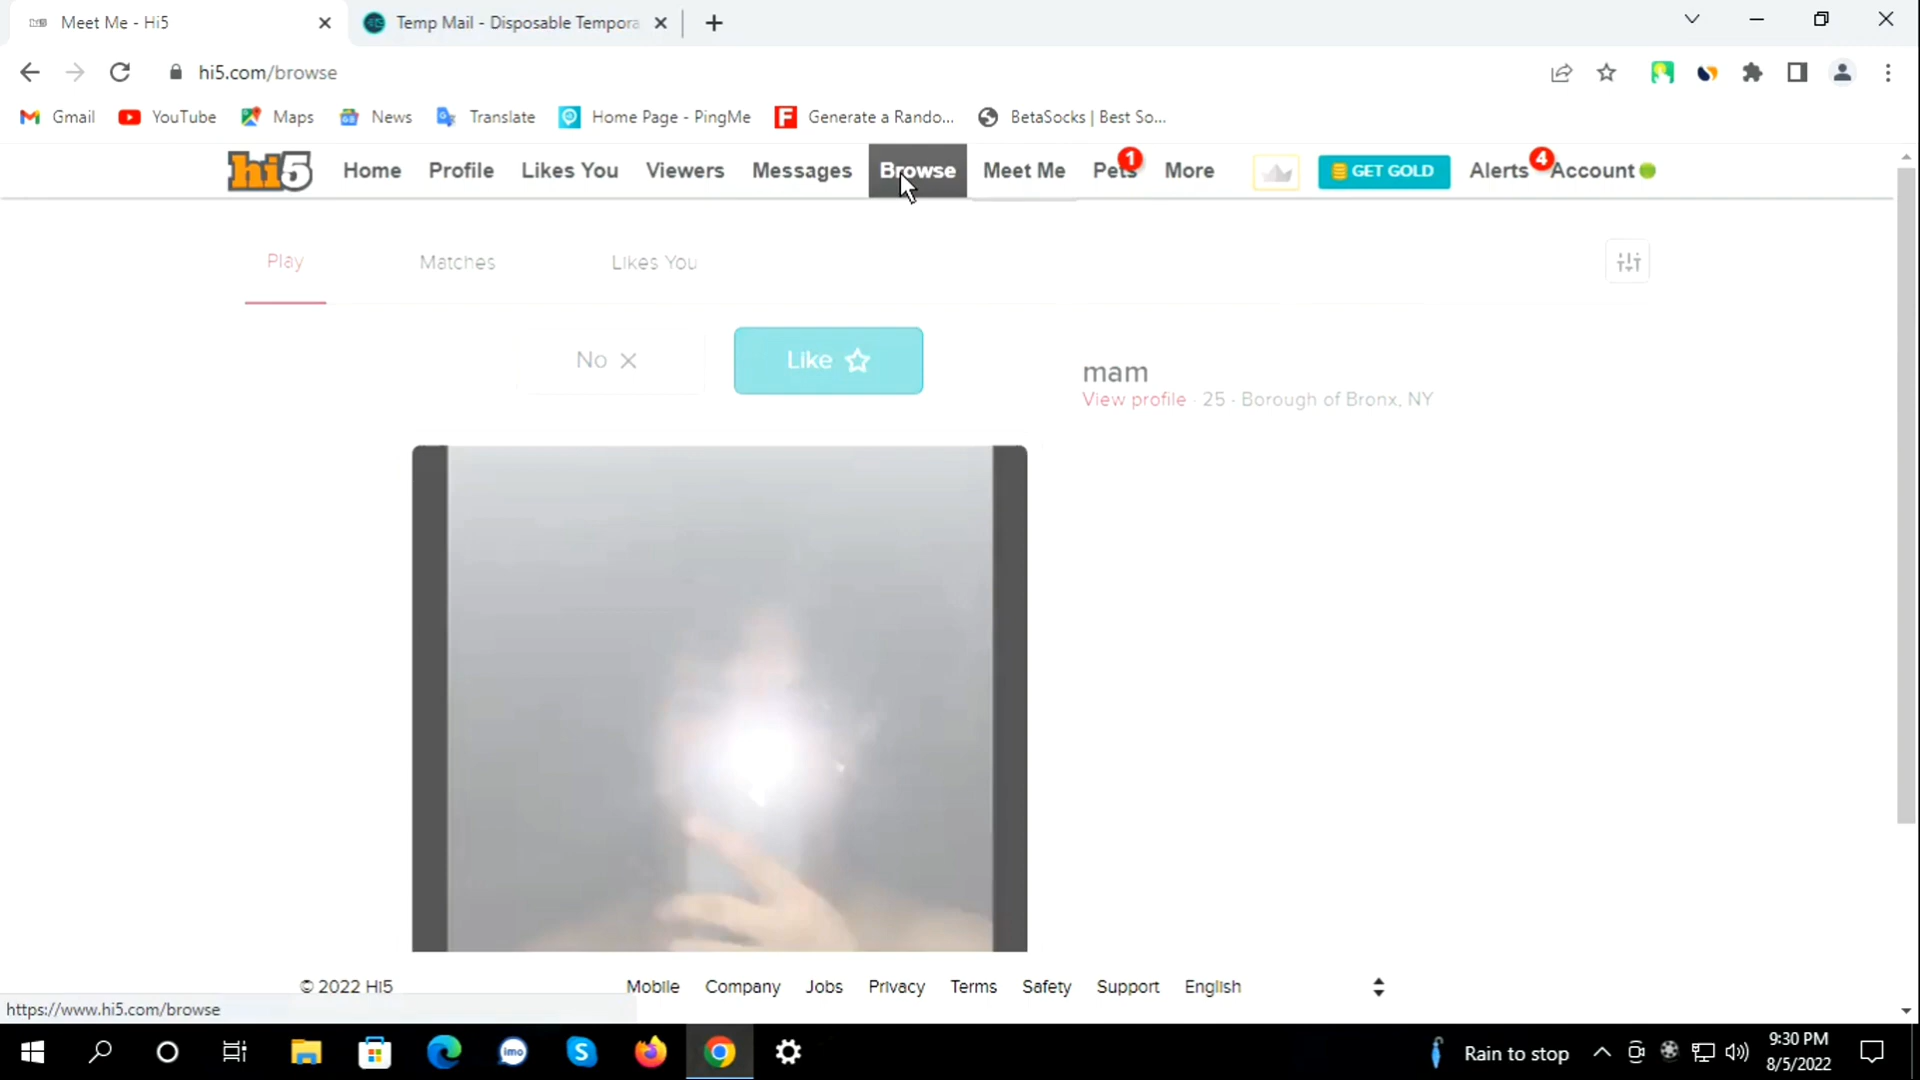 Meet Me - Hi5
Temp Mail - Disposable Tempora
hi5.com/browse
Gmail YouTube Maps News Translate Home Page - PingMe Generate a Rando... BetaSocks | Best So...
hi5 Home Profile Likes You Viewers Messages Browse Meet Me Pets 1 More GET GOLD Alerts 4 Account
Play Matches Likes You
No Like
mam
View profile · 25 · Borough of Bronx, NY
© 2022 Hi5 Mobile Company Jobs Privacy Terms Safety Support English
https://www.hi5.com/browse
imo Rain to stop 9:30 PM
8/5/2022